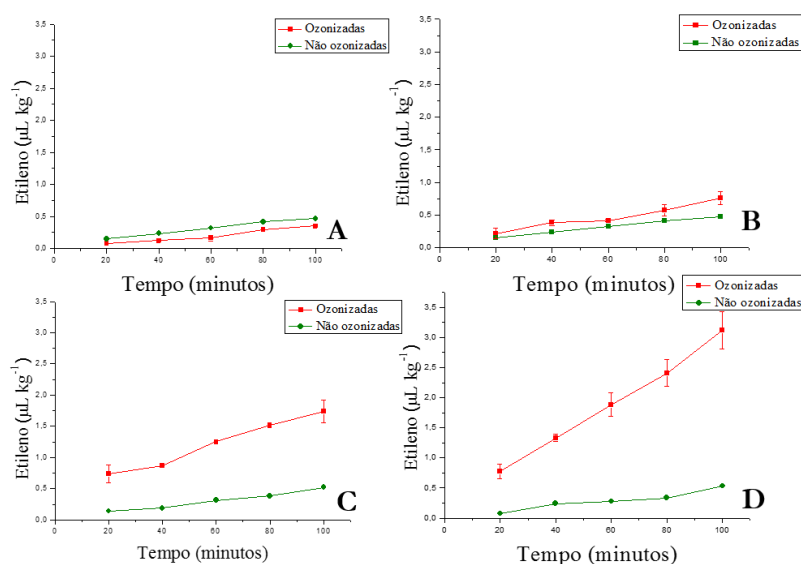 Ozonizadas
Não ozonizadas
Etileno (µL kg⁻¹)
3,5
3,0
2,5
2,0
1,5
1,0
0,5
0,0
20 40 60 80 100
Tempo (minutos)
A
Ozonizadas
Não ozonizadas
Etileno (µL kg⁻¹)
3,5
3,0
2,5
2,0
1,5
1,0
0,5
0,0
20 40 60 80 100
Tempo (minutos)
B
Ozonizadas
Não ozonizadas
Etileno (µL kg⁻¹)
3,5
3,0
2,5
2,0
1,5
1,0
0,5
0,0
20 40 60 80 100
Tempo (minutos)
C
Ozonizadas
Não ozonizadas
Etileno (µL kg⁻¹)
3,5
3,0
2,5
2,0
1,5
1,0
0,5
0,0
20 40 60 80 100
Tempo (minutos)
D